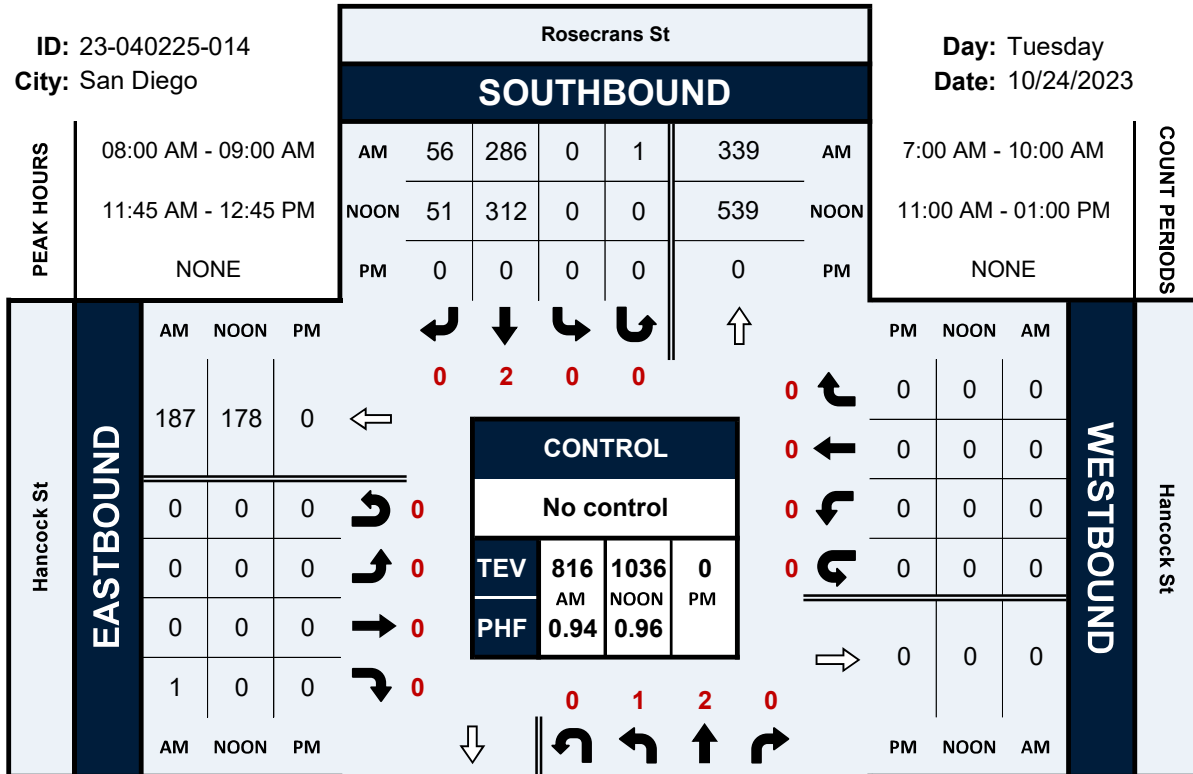 ID: 23-040225-014
City: San Diego
Rosecrans St
SOUTHBOUND
Day: Tuesday
Date: 10/24/2023
PEAK HOURS
08:00 AM - 09:00 AM
11:45 AM - 12:45 PM
NONE
AM 56 286 0 1 339 AM
NOON 51 312 0 0 539 NOON
PM 0 0 0 0 0 PM
7:00 AM - 10:00 AM
11:00 AM - 01:00 PM
NONE
COUNT PERIODS
0 2 0 0
Hancock St
EASTBOUND
AM NOON PM
187 178 0
0 0 0 0
0 0 0 0
0 0 0 0
1 0 0 0
AM NOON PM
CONTROL
No control
TEV 816 1036 0
AM NOON PM
PHF 0.94 0.96
PM NOON AM
0 0 0 0
0 0 0 0
0 0 0 0
0 0 0 0
0 0 0
PM NOON AM
WESTBOUND
Hancock St
0 1 2 0